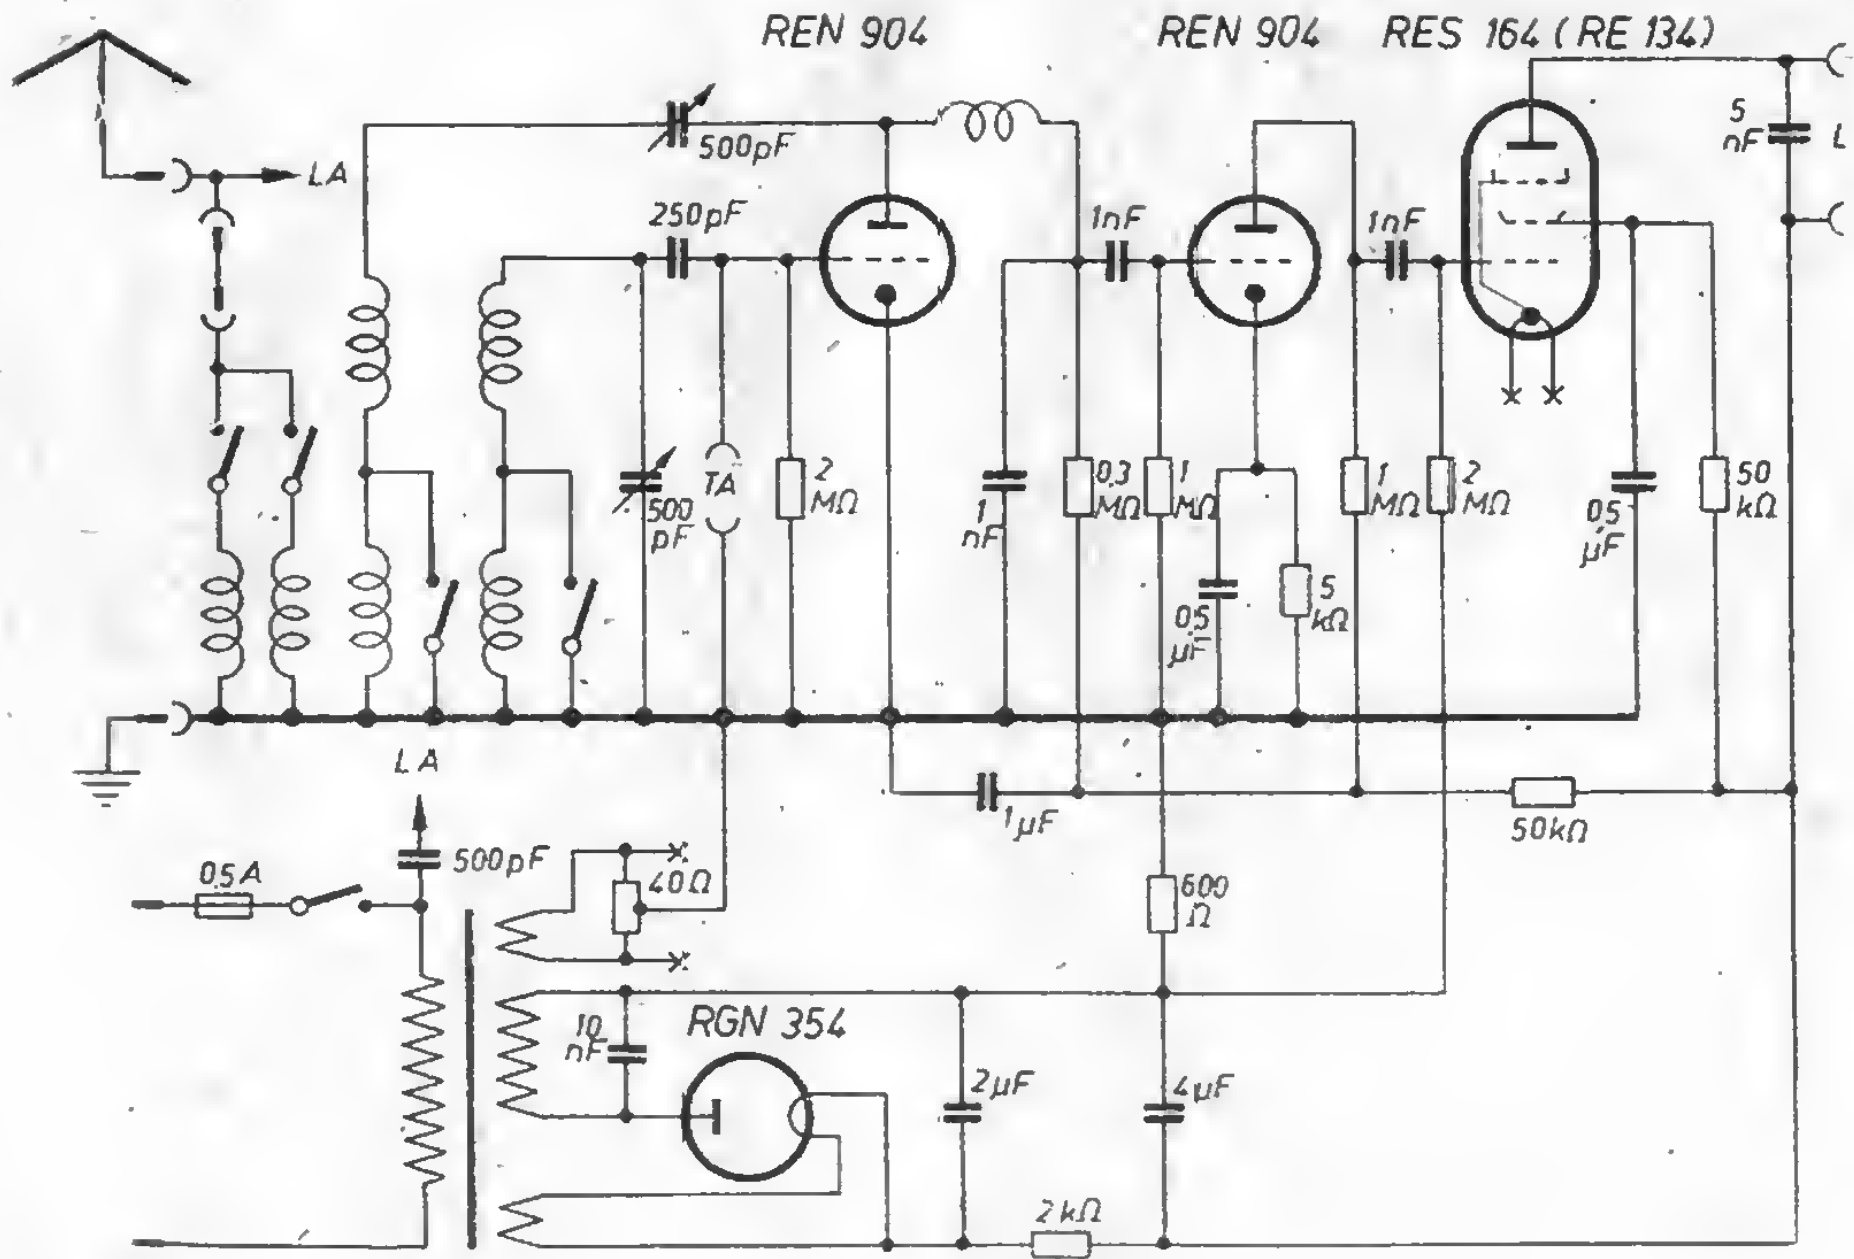 REN 904
REN 904
RES 164 ( RE 134 )
500pF
5
nF
L
LA
250pF
1nF
1nF
TA
500
pF
2
MΩ
1
nF
0,3
MΩ
1
MΩ
0,5
µF
5
kΩ
1
MΩ
2
MΩ
0,5
µF
50
kΩ
LA
500pF
0,5A
40Ω
1µF
50kΩ
600
Ω
10
nF
RGN 354
2µF
4µF
2kΩ